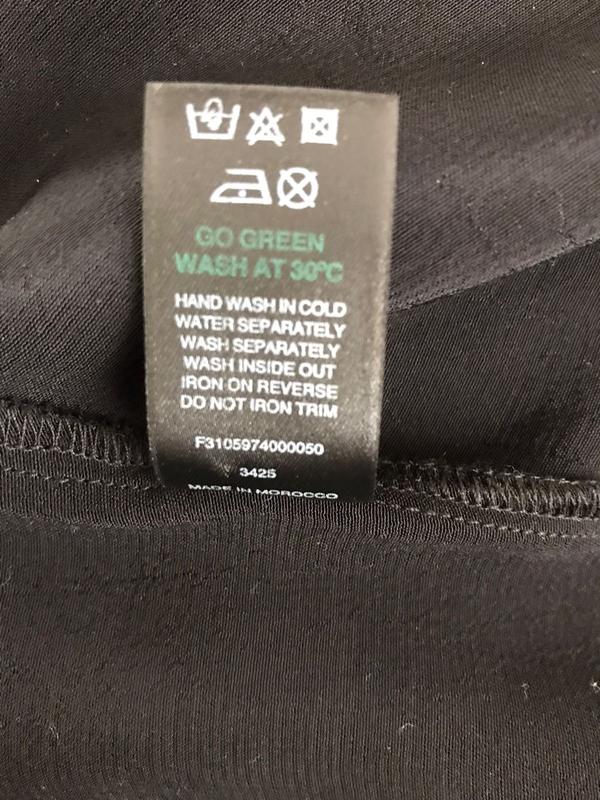 GO GREEN
WASH AT 30°C
HAND WASH IN COLD
WATER SEPARATELY
WASH SEPARATELY
WASH INSIDE OUT
IRON ON REVERSE
DO NOT IRON TRIM
F3105974000050
3425
MADE IN MOROCCO